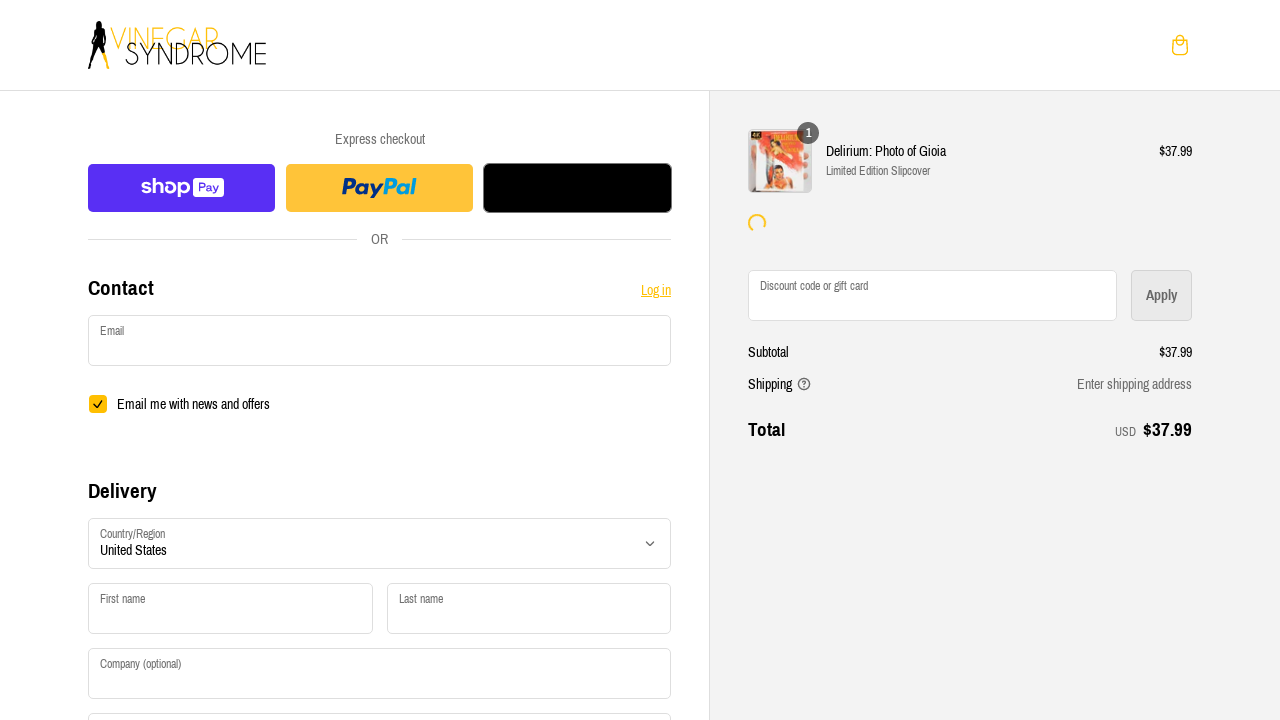 VINEGAR
SYNDROME
Express checkout
shop Pay
PayPal
OR
Contact
Log in
Email
Email me with news and offers
Delivery
Country/Region
United States
First name
Last name
Company (optional)
1
Delirium: Photo of Gioia
$37.99
Limited Edition Slipcover
Discount code or gift card
Apply
Subtotal
$37.99
Shipping
Enter shipping address
Total
USD $37.99